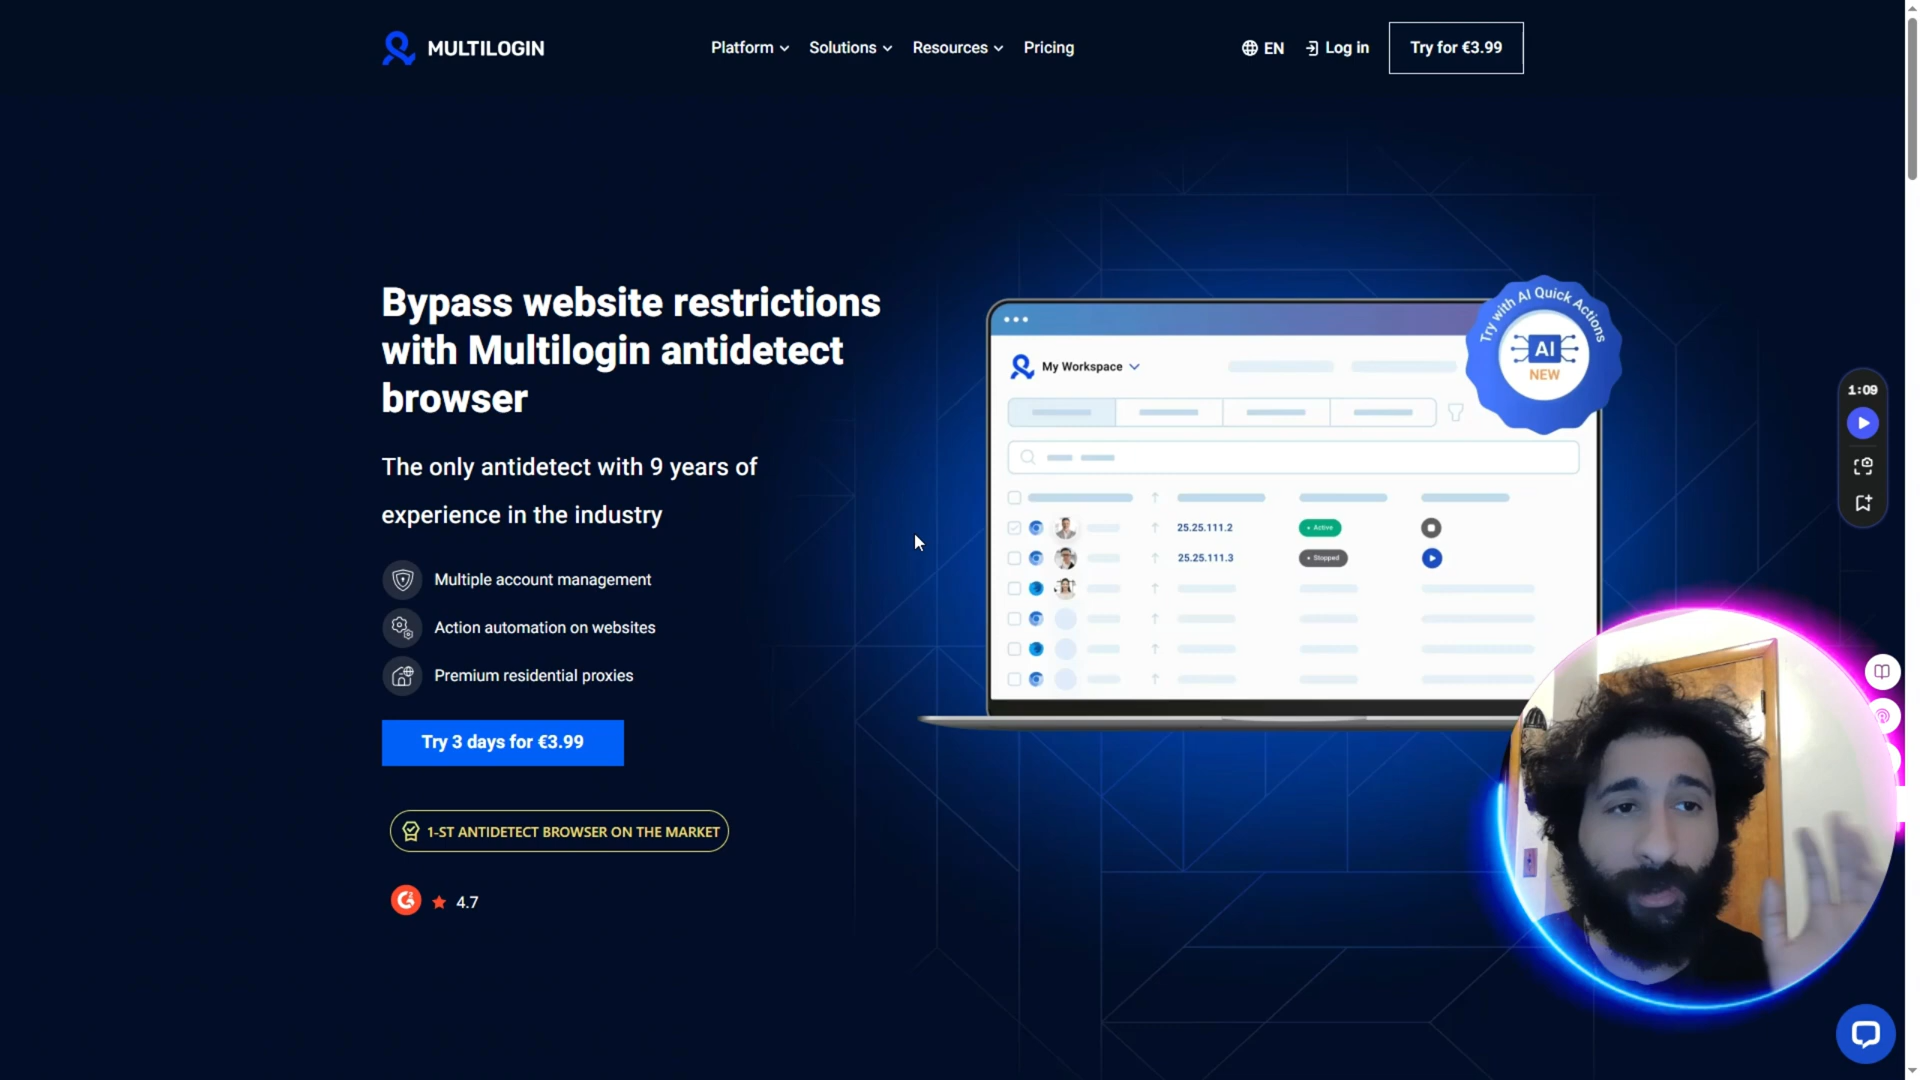 MULTILOGIN
Platform
Solutions
Resources
Pricing
EN
Log in
Try for €3.99
Bypass website restrictions
with Multilogin antidetect
browser
The only antidetect with 9 years of
experience in the industry
Multiple account management
Action automation on websites
Premium residential proxies
Try 3 days for €3.99
1-ST ANTIDETECT BROWSER ON THE MARKET
4.7
Try with AI Quick Actions
AI
NEW
My Workspace
25.25.111.2
Active
25.25.111.3
Stopped
1:09